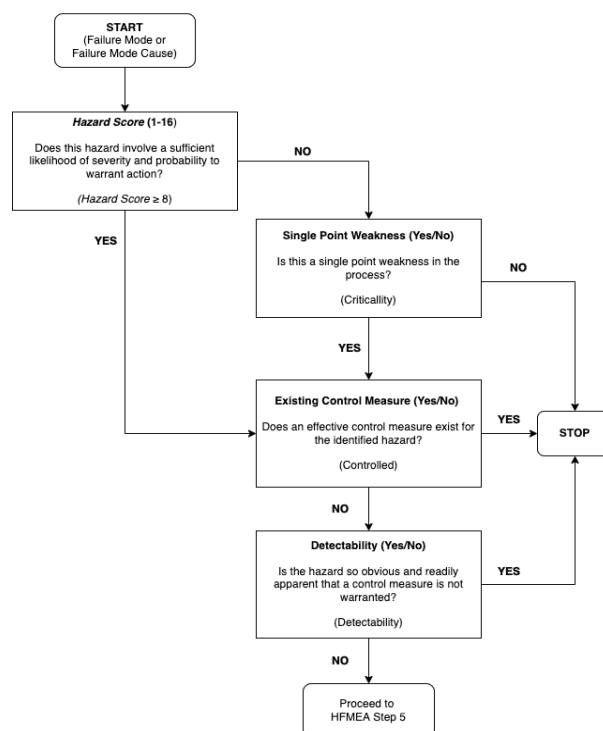 START
(Failure Mode or
Failure Mode Cause)
Hazard Score (1-16)
Does this hazard involve a sufficient
likelihood of severity and probability to
warrant action?
(Hazard Score ≥ 8)
NO
YES
Single Point Weakness (Yes/No)
Is this a single point weakness in the
process?
(Criticallity)
NO
YES
Existing Control Measure (Yes/No)
Does an effective control measure exist for
the identified hazard?
(Controlled)
YES
STOP
NO
Detectability (Yes/No)
Is the hazard so obvious and readily
apparent that a control measure is not
warranted?
(Detectability)
YES
NO
Proceed to
HFMEA Step 5